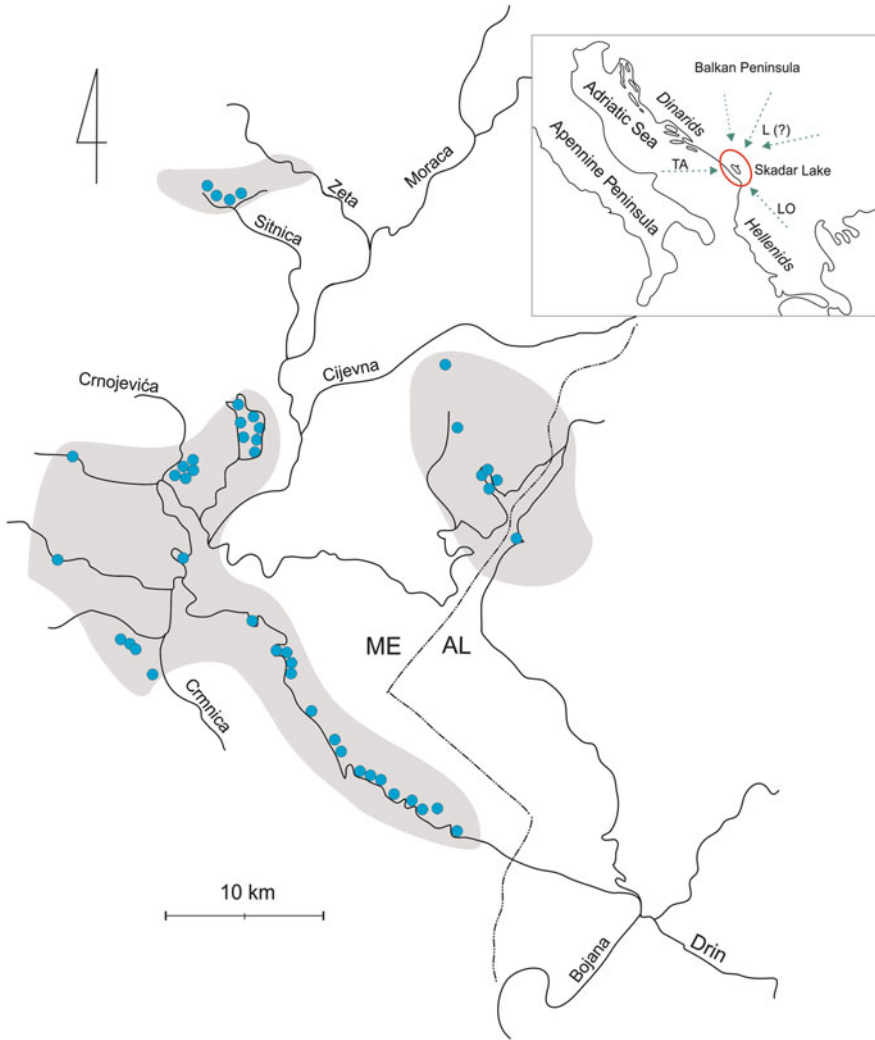 Balkan Peninsula
Dinarids
Adriatic Sea
L (?)
Apennine Peninsula
TA
Skadar Lake
LO
Hellenids
Zeta
Moraca
Sitnica
Crnojevića
Cijevna
ME
AL
Crmnica
10 km
Bojana
Drin